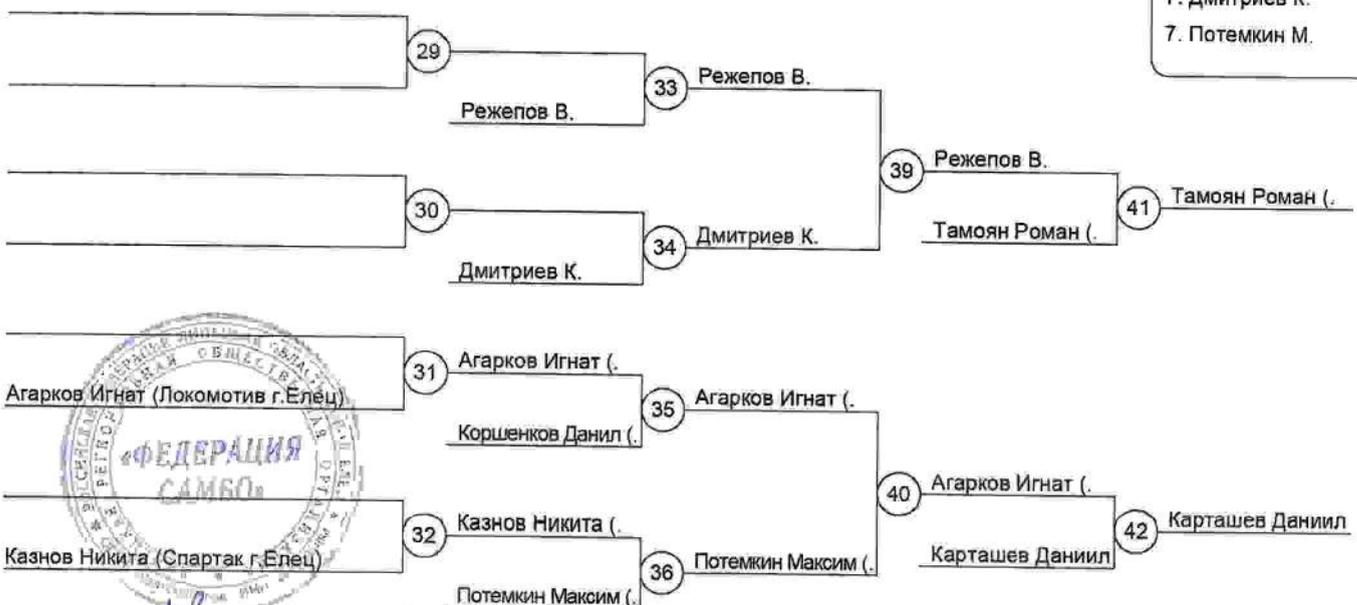 7. Потемкин М.
29
Режепов В.
33
Режепов В.
30
Дмитриев К.
34
Дмитриев К.
39
Режепов В.
Тамоян Роман (.
41
Тамоян Роман (.
Агарков Игнат (Локомотив г.Елец)
31
Агарков Игнат (.
Коршенков Данил (.
35
Агарков Игнат (.
Казнов Никита (Спартак г.Елец)
32
Казнов Никита (.
Потемкин Максим (.
36
Потемкин Максим (.
40
Агарков Игнат (.
Карташев Даниил
42
Карташев Даниил
«ФЕДЕРАЦИЯ
САМБО»